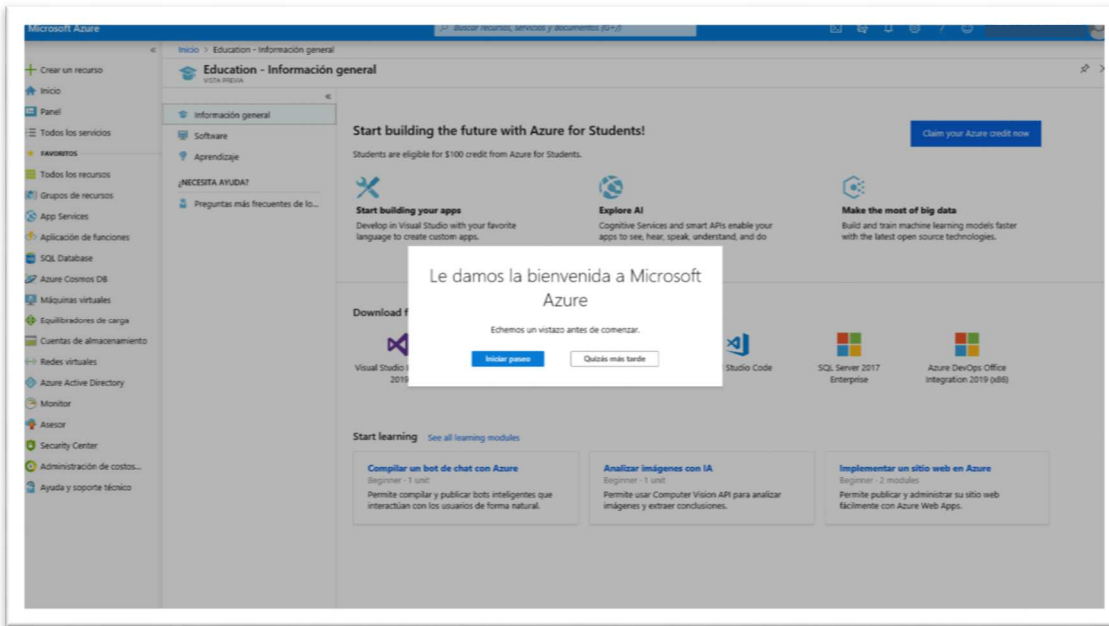 Microsoft Azure
Buscar recursos, servicios y documentos (G+/)
«
Inicio > Education - Información general
Crear un recurso
Inicio
Panel
Todos los servicios
FAVORITOS
Todos los recursos
Grupos de recursos
App Services
Aplicación de funciones
SQL Database
Azure Cosmos DB
Máquinas virtuales
Equilibradores de carga
Cuentas de almacenamiento
Redes virtuales
Azure Active Directory
Monitor
Asesor
Security Center
Administración de costos...
Ayuda y soporte técnico
Education - Información general
VISTA PREVIA
«
Información general
Software
Aprendizaje
¿NECESITA AYUDA?
Preguntas más frecuentes de lo...
Start building the future with Azure for Students!
Claim your Azure credit now
Students are eligible for $100 credit from Azure for Students.
Start building your apps
Develop in Visual Studio with your favorite
language to create custom apps.
Explore AI
Cognitive Services and smart APIs enable your
apps to see, hear, speak, understand, and do
Make the most of big data
Build and train machine learning models faster
with the latest open source technologies.
Le damos la bienvenida a Microsoft
Azure
Echemos un vistazo antes de comenzar.
Iniciar paseo
Quizás más tarde
Download
Visual Studio
2019
Studio Code
SQL Server 2017
Enterprise
Azure DevOps Office
Integration 2019 (x86)
Start learning See all learning modules
Compilar un bot de chat con Azure
Beginner · 1 unit
Permite compilar y publicar bots inteligentes que
interactúan con los usuarios de forma natural.
Analizar imágenes con IA
Beginner · 1 unit
Permite usar Computer Vision API para analizar
imágenes y extraer conclusiones.
Implementar un sitio web en Azure
Beginner · 2 modules
Permite publicar y administrar su sitio web
fácilmente con Azure Web Apps.